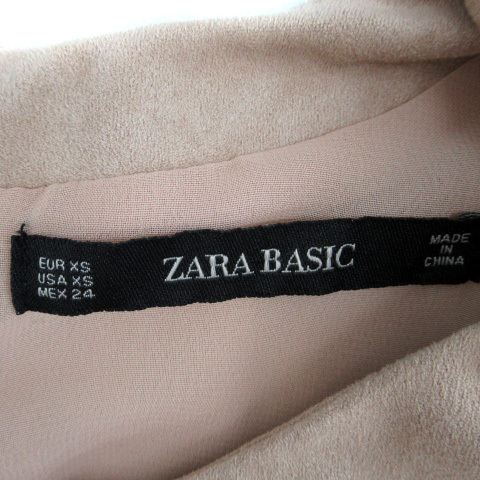 EUR XS
USA XS
MEX 24
ZARA BASIC
MADE
IN
CHINA